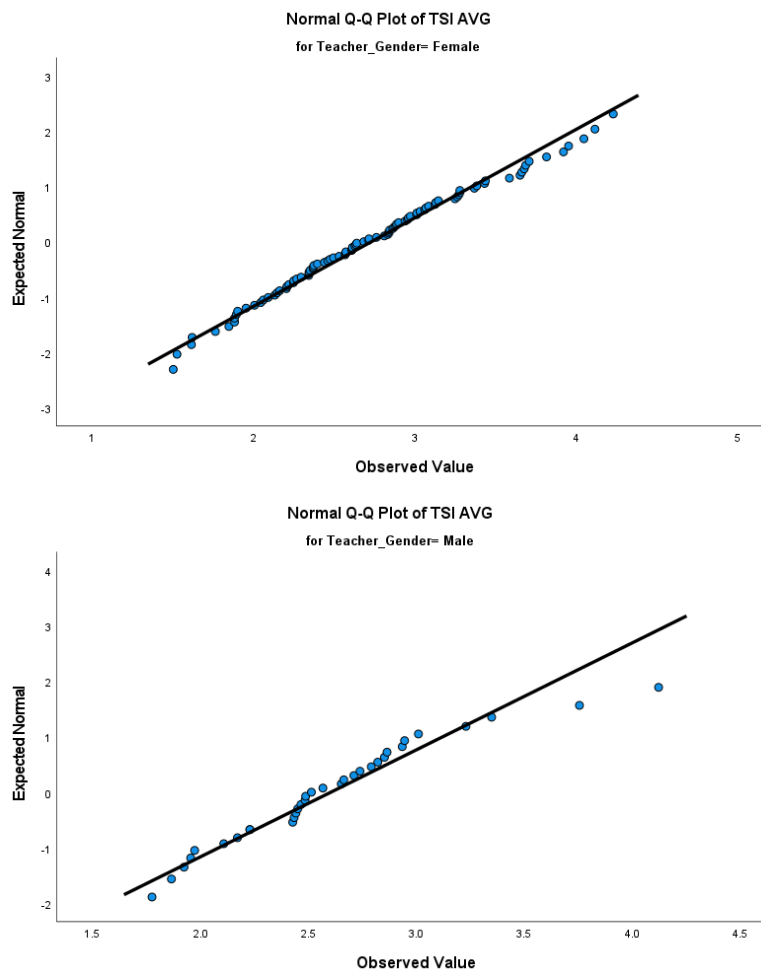 Normal Q-Q Plot of TSI AVG
for Teacher_Gender= Female
3
2
1
0
-1
-2
-3
Expected Normal
1 2 3 4 5
Observed Value
Normal Q-Q Plot of TSI AVG
for Teacher_Gender= Male
4
3
2
1
0
-1
-2
Expected Normal
1.5 2.0 2.5 3.0 3.5 4.0 4.5
Observed Value